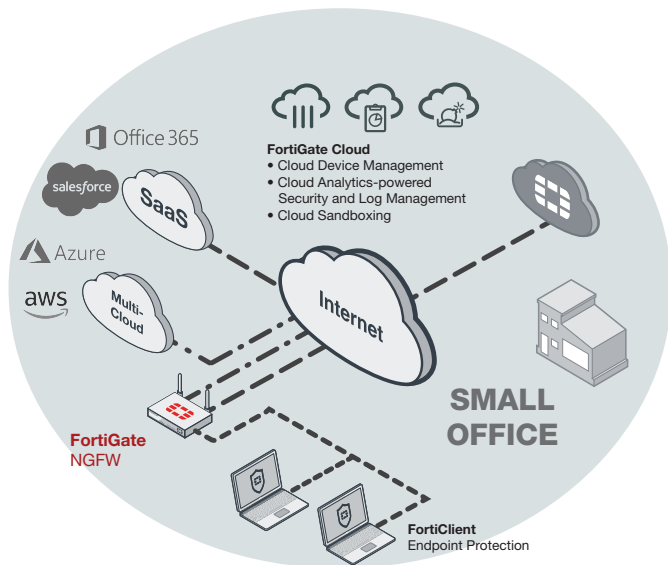 Office 365
salesforce
SaaS
Azure
aws
Multi-
Cloud
FortiGate Cloud
• Cloud Device Management
• Cloud Analytics-powered
Security and Log Management
• Cloud Sandboxing
Internet
SMALL
OFFICE
FortiGate
NGFW
FortiClient
Endpoint Protection